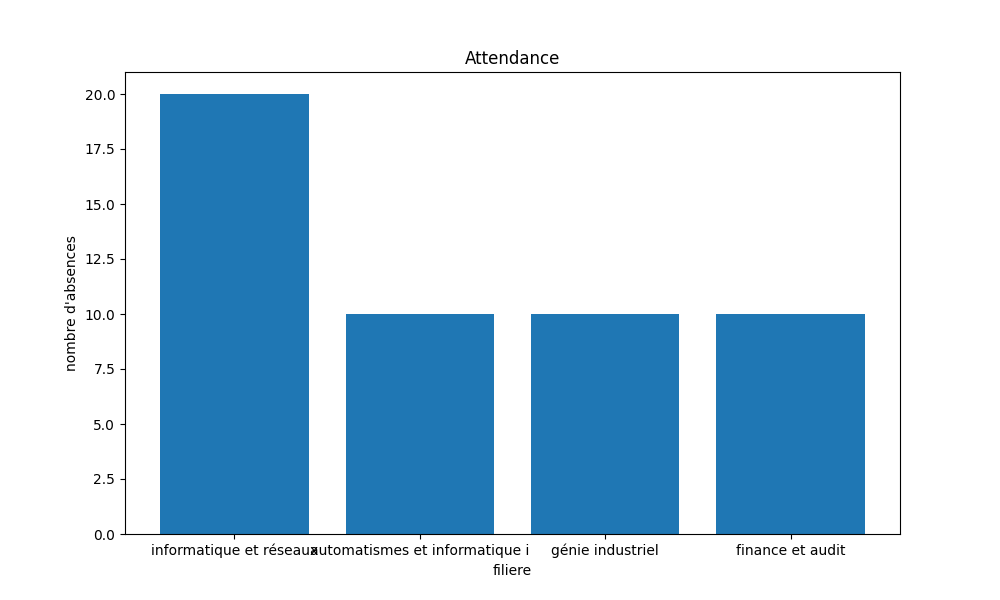 Attendance
20.0
17.5
15.0
12.5
10.0
7.5
5.0
2.5
0.0
nombre d'absences
informatique et réseaux automatismes et informatique i génie industriel finance et audit
filiere